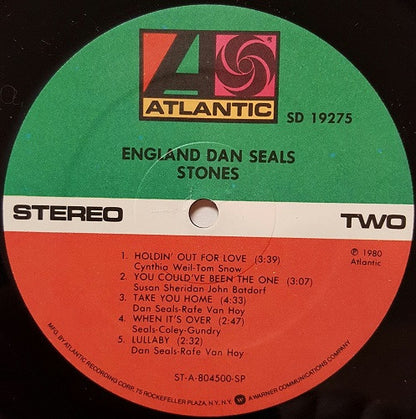 ATLANTIC
SD 19275
ENGLAND DAN SEALS
STONES
STEREO
TWO
1. HOLDIN' OUT FOR LOVE (3:39)
Cynthia Weil-Tom Snow
2. YOU COULD'VE BEEN THE ONE (3:07)
Susan Sheridan-John Batdorf
3. TAKE YOU HOME (4:33)
Dan Seals-Rafe Van Hoy
4. WHEN IT'S OVER (2:47)
Seals-Coley-Gundry
5. LULLABY (2:32)
Dan Seals-Rafe Van Hoy
℗ 1980
Atlantic
ST-A-804500-SP
MFG. BY ATLANTIC RECORDING CORP., 75 ROCKEFELLER PLAZA, N.Y., N.Y. A WARNER COMMUNICATIONS COMPANY